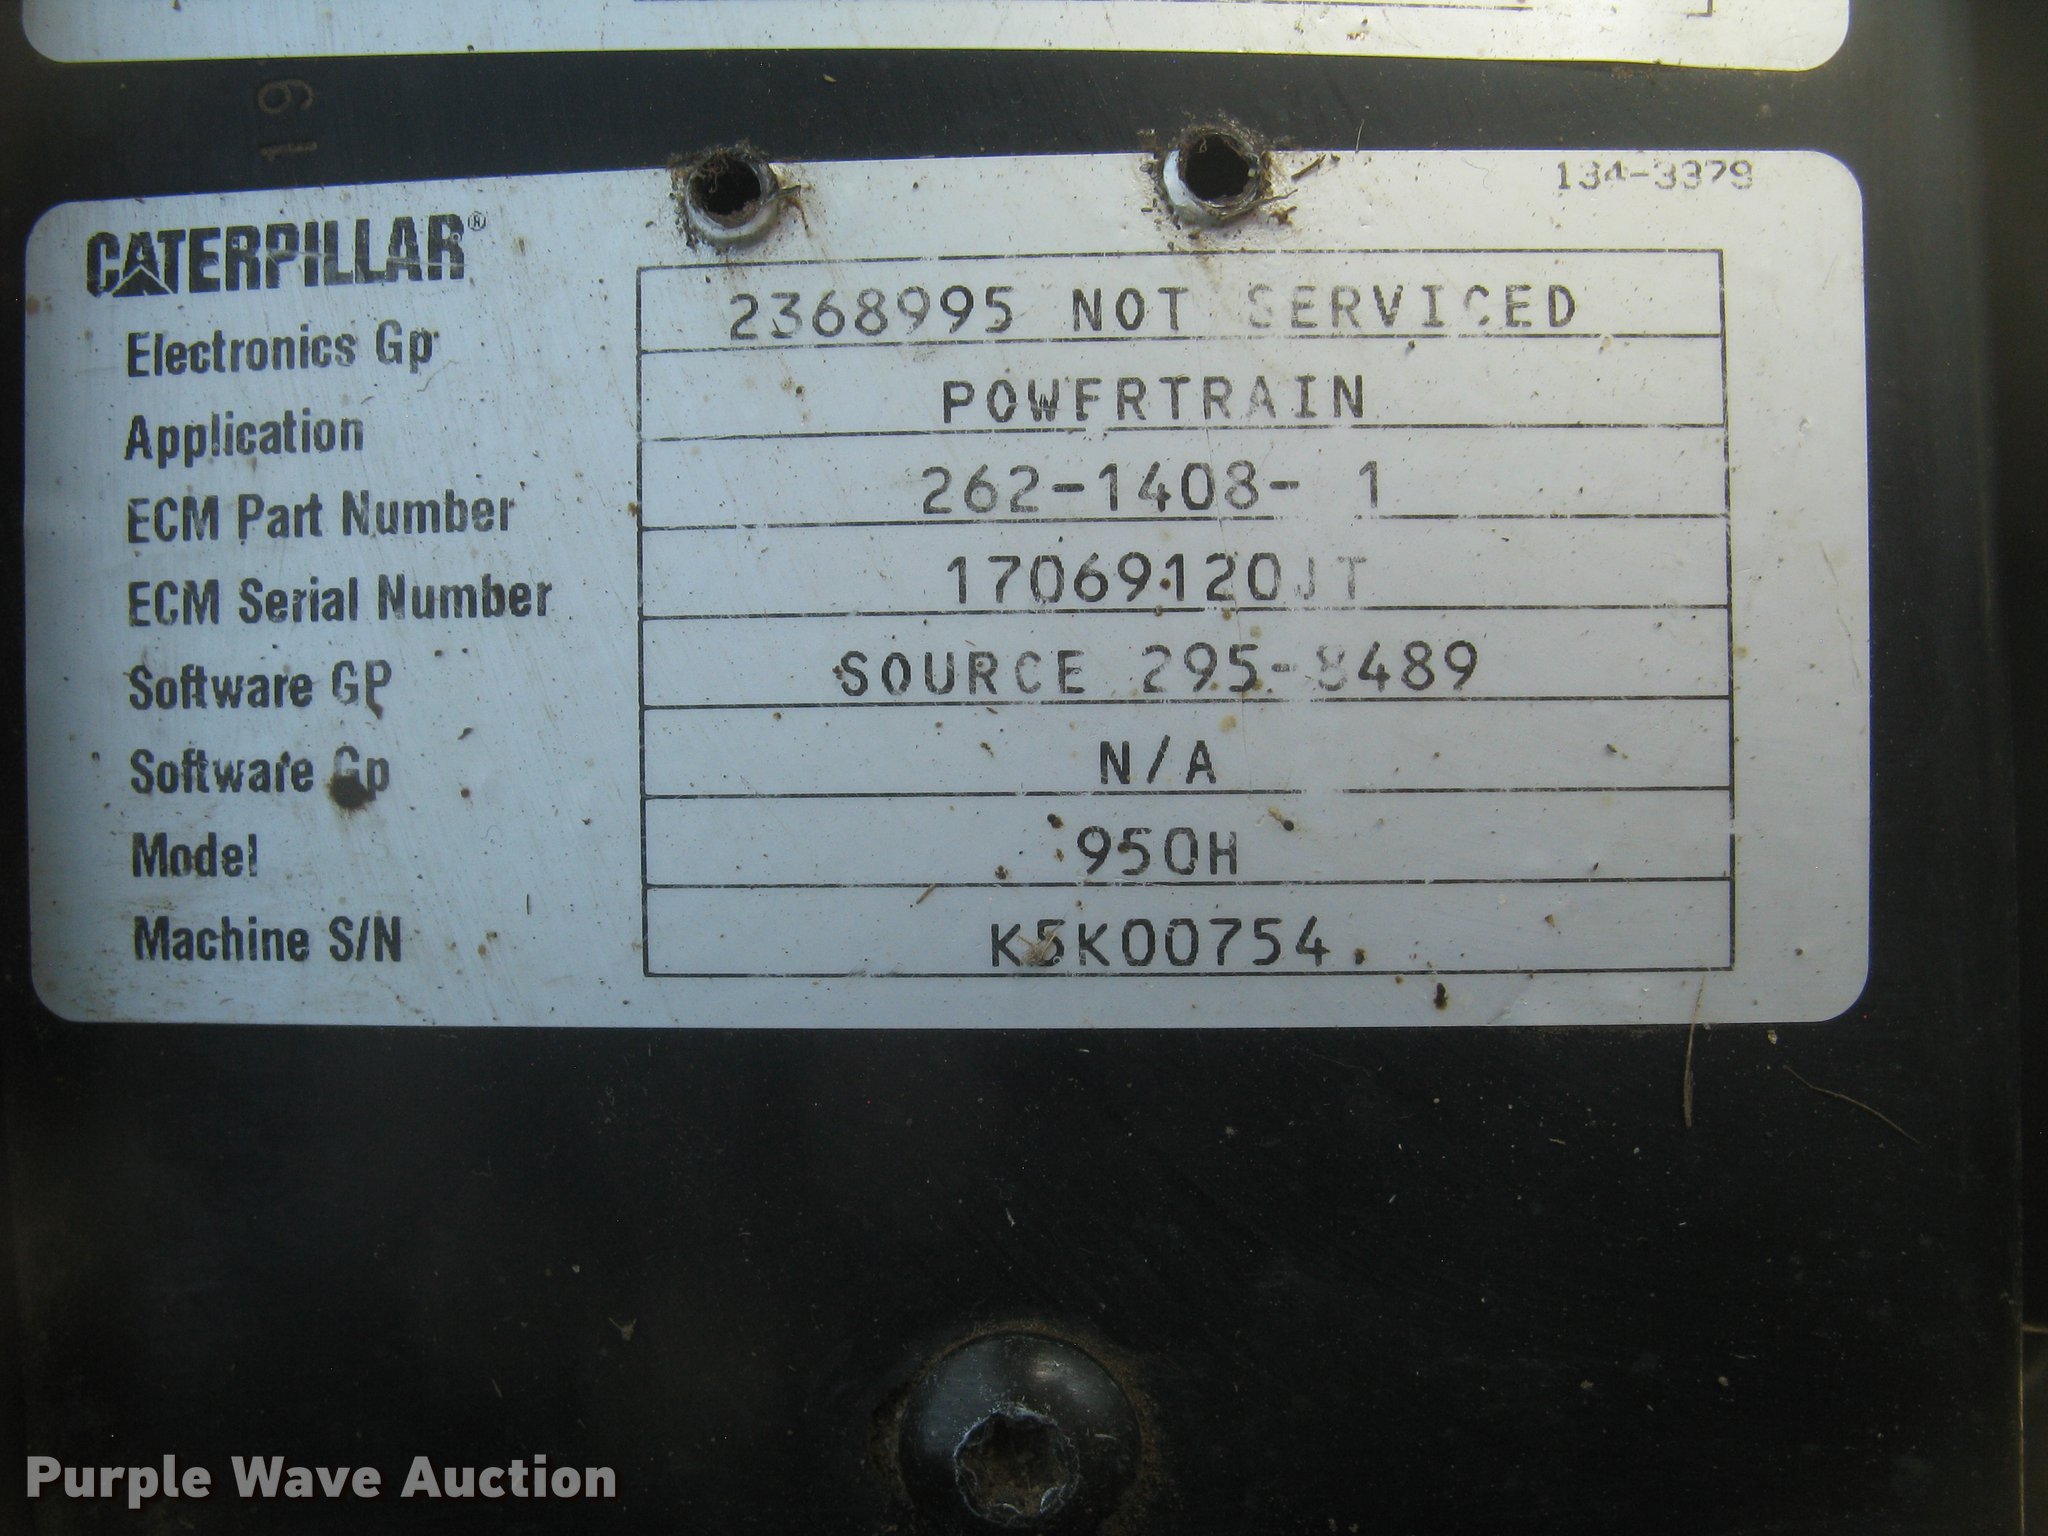 19
134-3379
CATERPILLAR®
Electronics Gp 2368995 NOT SERVICED
Application POWERTRAIN
ECM Part Number 262-1408- 1
ECM Serial Number 17069120JT
Software GP SOURCE 295-8489
Software Gp N/A
Model 950H
Machine S/N K5K00754
Purple Wave Auction